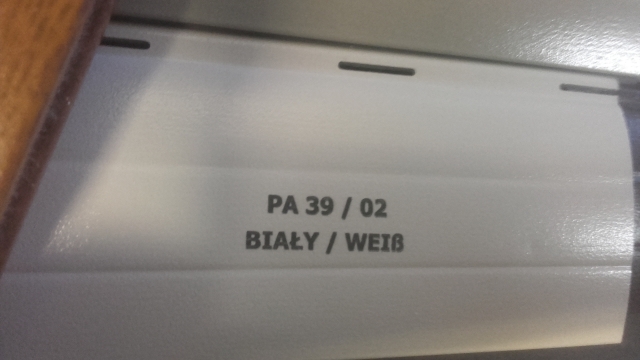 PA 39 / 02
BIAŁY / WEIß